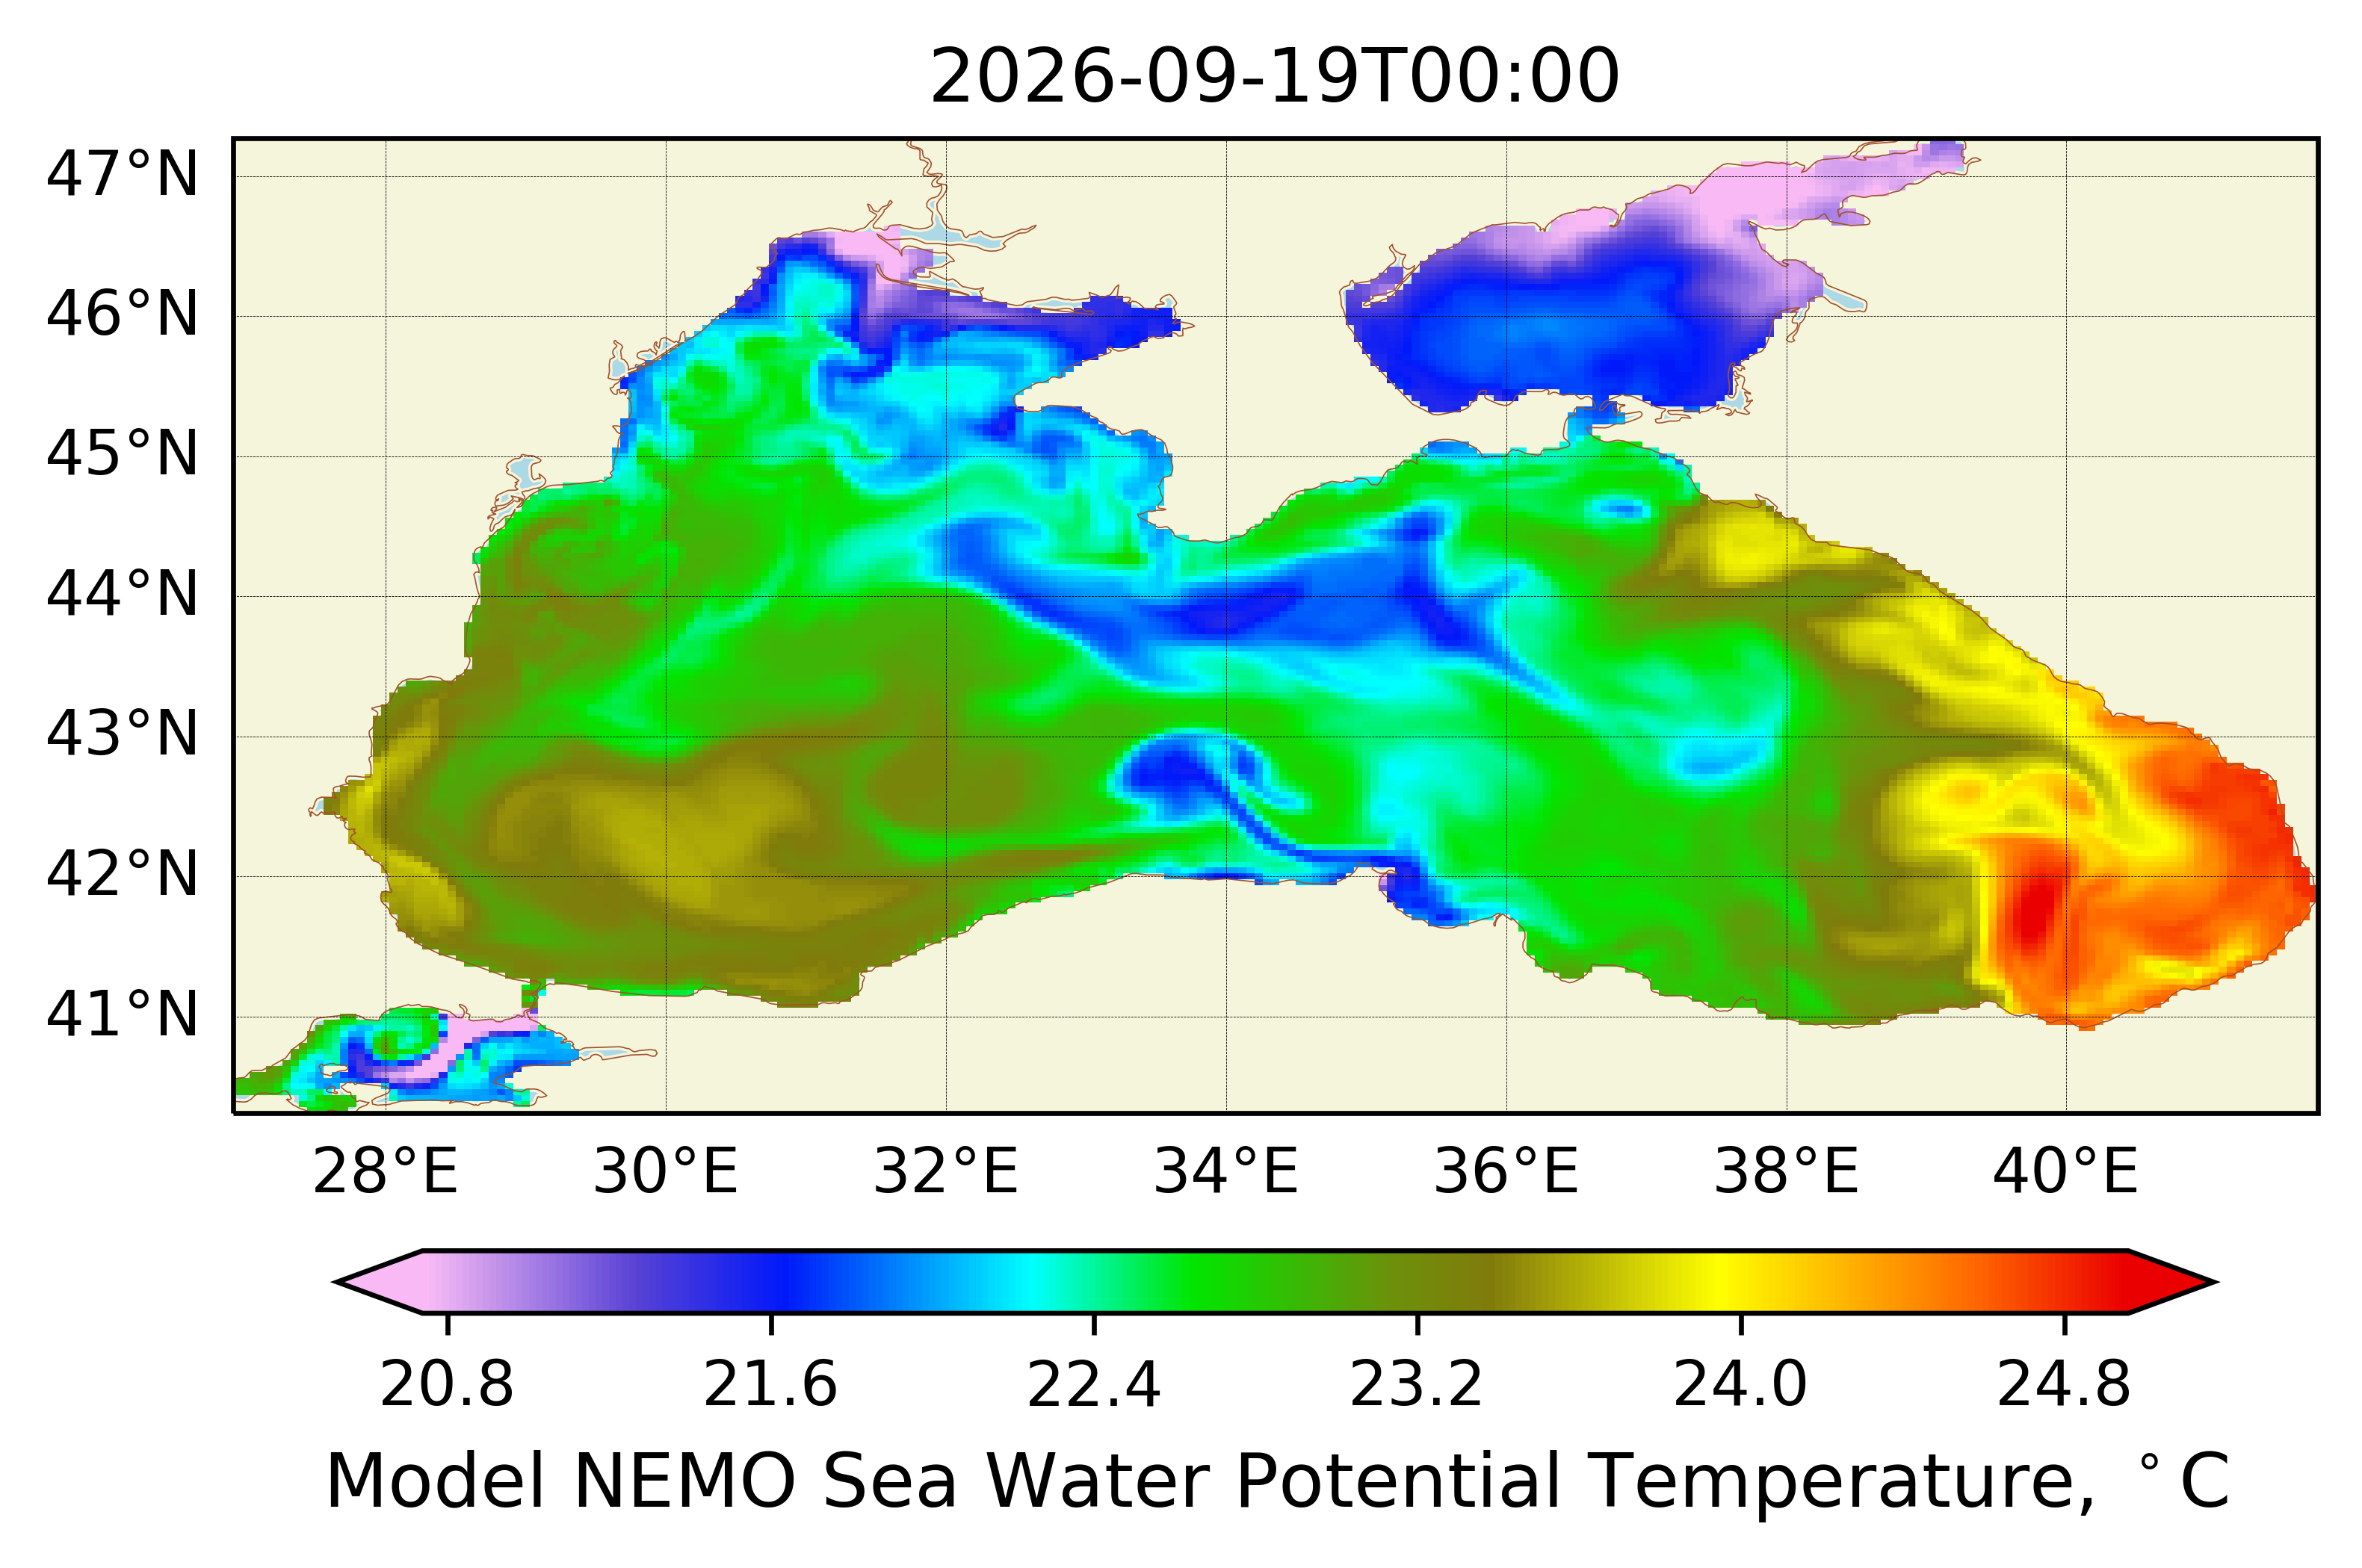 2026-09-19T00:00
47°N
46°N
45°N
44°N
43°N
42°N
41°N
28°E 30°E 32°E 34°E 36°E 38°E 40°E
20.8 21.6 22.4 23.2 24.0 24.8
Model NEMO Sea Water Potential Temperature, °C